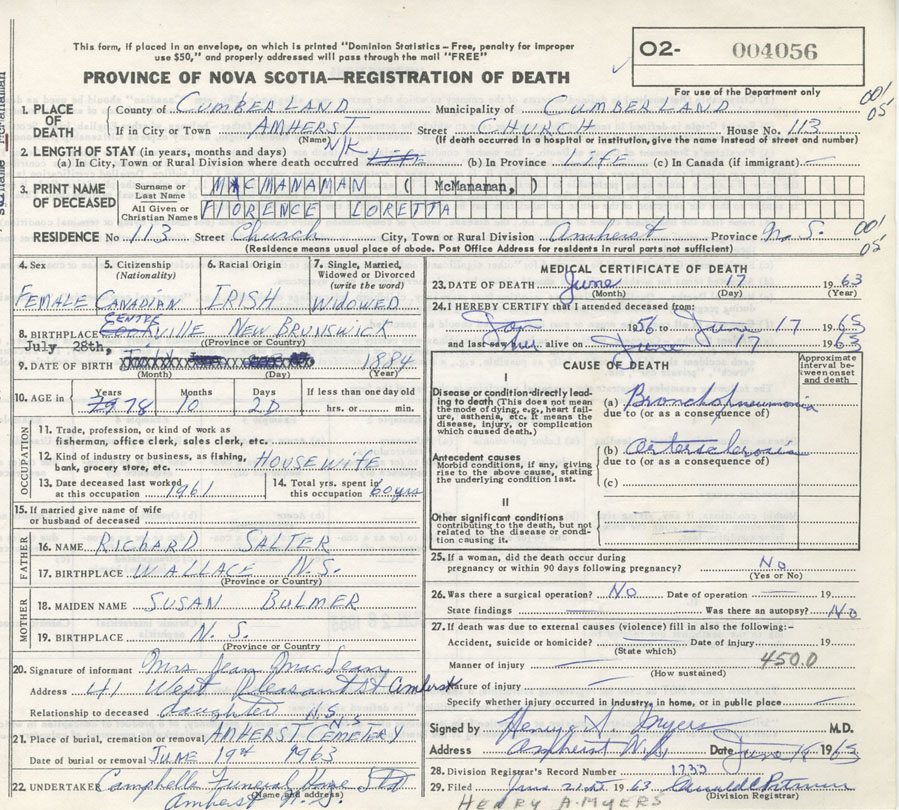 This form, if placed in an envelope, on which is printed "Dominion Statistics – Free, penalty for improper
use $50," and properly addressed will pass through the mail "FREE"
O2- 004056
For use of the Department only
PROVINCE OF NOVA SCOTIA—REGISTRATION OF DEATH
001
05
1. PLACE OF DEATH
County of CUMBERLAND Municipality of CUMBERLAND
If in City or Town AMHERST Street CHURCH House No. 113
(Name) (If death occurred in a hospital or institution, give the name instead of street and number)
2. LENGTH OF STAY (in years, months and days)
(a) In City, Town or Rural Division where death occurred N/K Life (b) In Province LIFE (c) In Canada (if immigrant) —
3. PRINT NAME OF DECEASED
Surname or Last Name MACMANAMAN ( McManaman, )
All Given or Christian Names FLORENCE LORETTA
RESIDENCE No 113 Street Church City, Town or Rural Division Amherst Province N.S.
001
05
(Residence means usual place of abode. Post Office Address for residents in rural parts not sufficient)
4. Sex FEMALE
5. Citizenship (Nationality) CANADIAN
6. Racial Origin IRISH
7. Single, Married, Widowed or Divorced (write the word) WIDOWED
8. BIRTHPLACE CENTREVILLE NEW BRUNSWICK
(Province or Country)
July 28th,
9. DATE OF BIRTH 1884
(Month) (Day) (Year)
10. AGE in Years 78 Months 10 Days 20 If less than one day old hrs. or min.
OCCUPATION
11. Trade, profession, or kind of work as fisherman, office clerk, sales clerk, etc.
12. Kind of industry or business, as fishing, bank, grocery store, etc. HOUSEWIFE
13. Date deceased last worked at this occupation 1961
14. Total yrs. spent in this occupation 60 yrs
15. If married give name of wife or husband of deceased
FATHER
16. NAME RICHARD SALTER
17. BIRTHPLACE WALLACE N.S.
(Province or Country)
MOTHER
18. MAIDEN NAME SUSAN BULMER
19. BIRTHPLACE N.S.
(Province or Country)
20. Signature of informant Mrs Jean MacLean
Address 41 West Pleasant St Amherst
Relationship to deceased daughter N.S.
21. Place of burial, cremation or removal AMHERST CEMETERY N.S.
Date of burial or removal JUNE 19th 1963
22. UNDERTAKER Campbells Funeral Home Ltd
(Name and address)
Amherst N.S.
MEDICAL CERTIFICATE OF DEATH
23. DATE OF DEATH June 17 1963
(Month) (Day) (Year)
24. I HEREBY CERTIFY that I attended deceased from:
1956 to June 17 1963
and last saw her alive on June 17 1963
CAUSE OF DEATH
Approximate interval between onset and death
I
Disease or condition directly leading to death (This does not mean the mode of dying, e.g., heart failure, asthenia, etc. It means the disease, injury, or complication which caused death.)
(a) Bronchopneumonia
due to (or as a consequence of)
Antecedent causes
Morbid conditions, if any, giving rise to the above cause, stating the underlying condition last.
(b) Arteriosclerosis
due to (or as a consequence of)
(c)
II
Other significant conditions contributing to the death, but not related to the disease or condition causing it.
25. If a woman, did the death occur during pregnancy or within 90 days following pregnancy? No
(Yes or No)
26. Was there a surgical operation? No Date of operation — 19
State findings — Was there an autopsy? No
27. If death was due to external causes (violence) fill in also the following:–
Accident, suicide or homicide? — Date of injury 19
(State which)
450.0
Manner of injury —
(How sustained)
Nature of injury —
Specify whether injury occurred in industry, in home, or in public place —
Signed by Henry A. Myers M.D.
Address Amherst N.S. Date June 18 1963
28. Division Registrar's Record Number 1733
29. Filed June 21st 1963
(Division Registrar)
HENRY A. MYERS